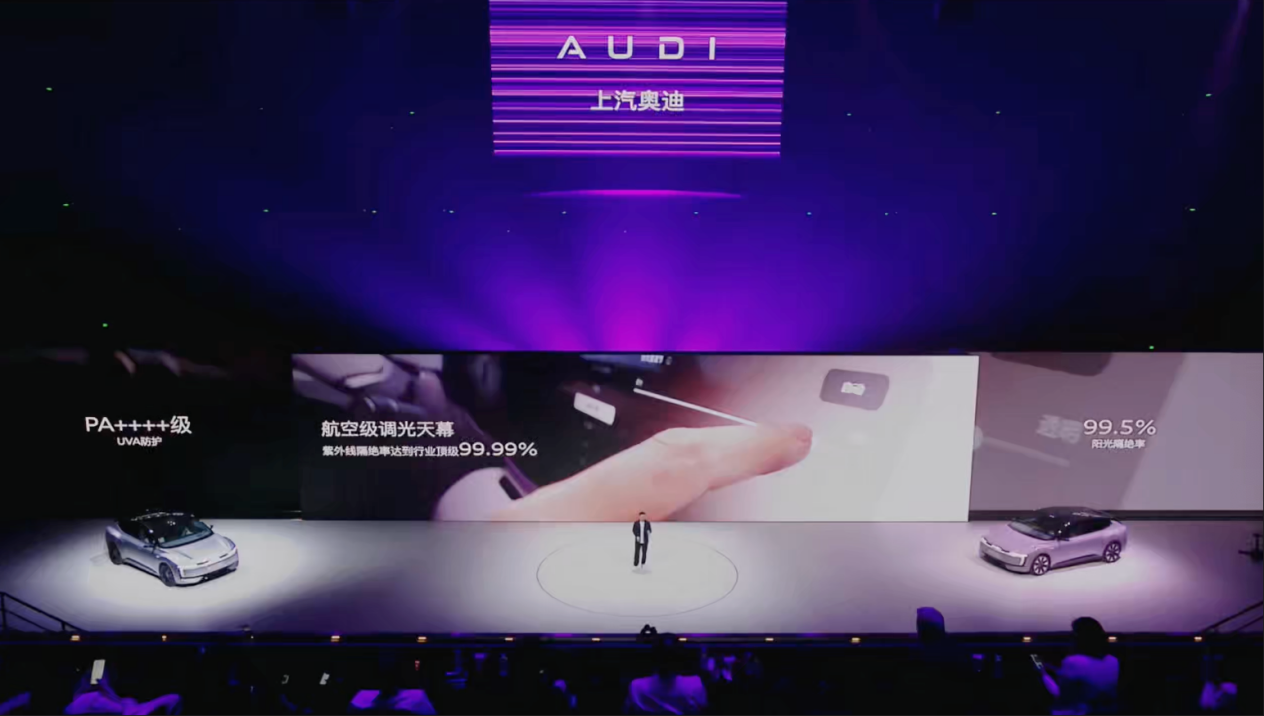 AUDI
上汽奥迪
PA++++级
UVA防护
航空级调光天幕
紫外线隔绝率达到行业顶级99.99%
99.5%
阳光隔绝率